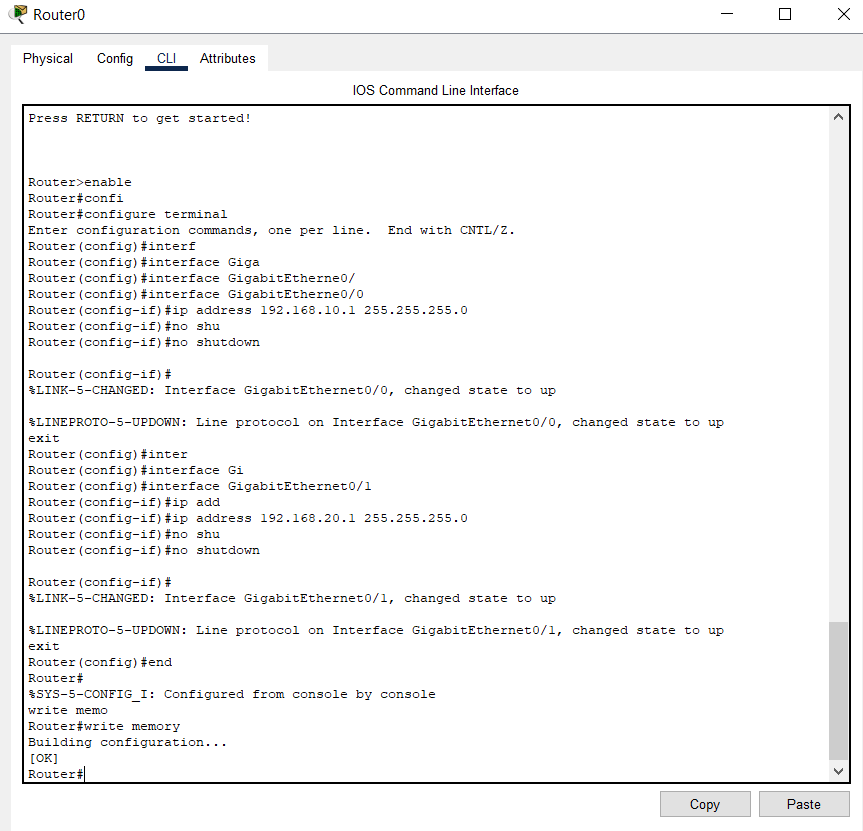 Router0
Physical Config CLI Attributes
IOS Command Line Interface
Press RETURN to get started!
Router>enable
Router#confi
Router#configure terminal
Enter configuration commands, one per line.  End with CNTL/Z.
Router(config)#interf
Router(config)#interface Giga
Router(config)#interface GigabitEtherne0/
Router(config)#interface GigabitEtherne0/0
Router(config-if)#ip address 192.168.10.1 255.255.255.0
Router(config-if)#no shu
Router(config-if)#no shutdown
Router(config-if)#
%LINK-5-CHANGED: Interface GigabitEthernet0/0, changed state to up
%LINEPROTO-5-UPDOWN: Line protocol on Interface GigabitEthernet0/0, changed state to up
exit
Router(config)#inter
Router(config)#interface Gi
Router(config)#interface GigabitEthernet0/1
Router(config-if)#ip add
Router(config-if)#ip address 192.168.20.1 255.255.255.0
Router(config-if)#no shu
Router(config-if)#no shutdown
Router(config-if)#
%LINK-5-CHANGED: Interface GigabitEthernet0/1, changed state to up
%LINEPROTO-5-UPDOWN: Line protocol on Interface GigabitEthernet0/1, changed state to up
exit
Router(config)#end
Router#
%SYS-5-CONFIG_I: Configured from console by console
write memo
Router#write memory
Building configuration...
[OK]
Router#
Copy Paste